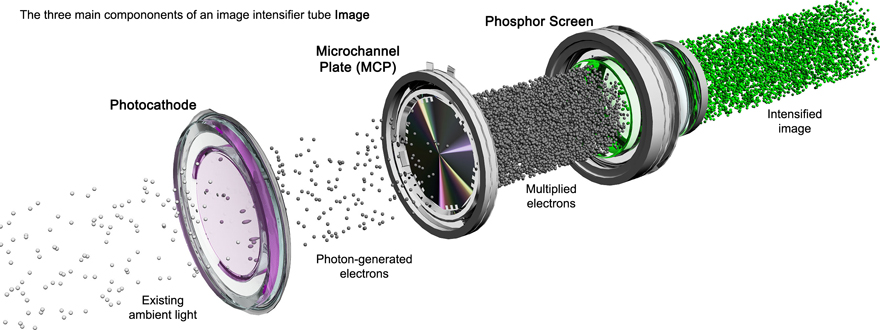 The three main compononents of an image intensifier tube Image
Phosphor Screen
Microchannel
Plate (MCP)
Photocathode
Intensified
image
Multiplied
electrons
Photon-generated
electrons
Existing
ambient light